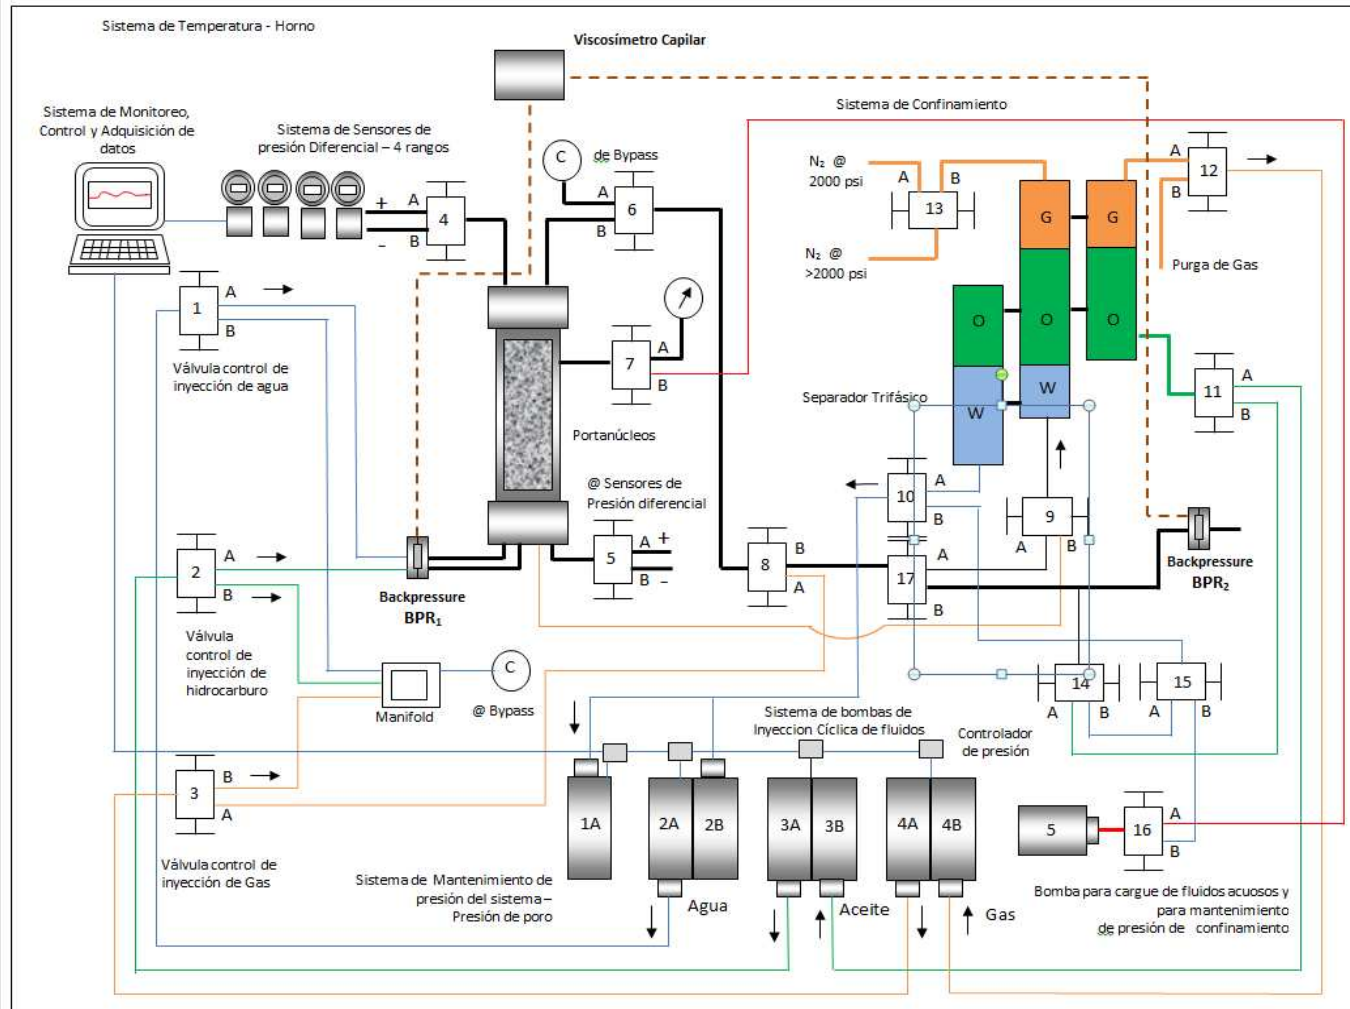 Sistema de Temperatura - Horno
Viscosímetro Capilar
Sistema de Monitoreo,
Control y Adquisición de
datos
Sistema de Sensores de
presión Diferencial – 4 rangos
C
de Bypass
Sistema de Confinamiento
N₂ @
2000 psi
A
B
13
N₂ @
>2000 psi
G
G
A
B
12
Purga de Gas
+
-
A
B
4
A
B
6
O
O
O
W
W
1
A
B
Válvula control de
inyección de agua
7
A
B
Separador Trifásico
11
A
B
Portanúcleos
@ Sensores de
Presión diferencial
10
A
B
9
A
B
2
A
B
Backpressure
BPR₁
5
A
+
B
-
8
B
A
17
A
B
Backpressure
BPR₂
Válvula
control de
inyección de
hidrocarburo
Manifold
C
@ Bypass
14
A
B
15
A
B
Sistema de bombas de
Inyeccion Cíclica de fluidos
Controlador
de presión
3
B
A
Válvula control de
inyección de Gas
1A
2A
2B
3A
3B
4A
4B
5
16
A
B
Sistema de Mantenimiento de
presión del sistema –
Presión de poro
Agua
Aceite
Gas
Bomba para cargue de fluidos acuosos y
para mantenimiento
de presión de confinamiento